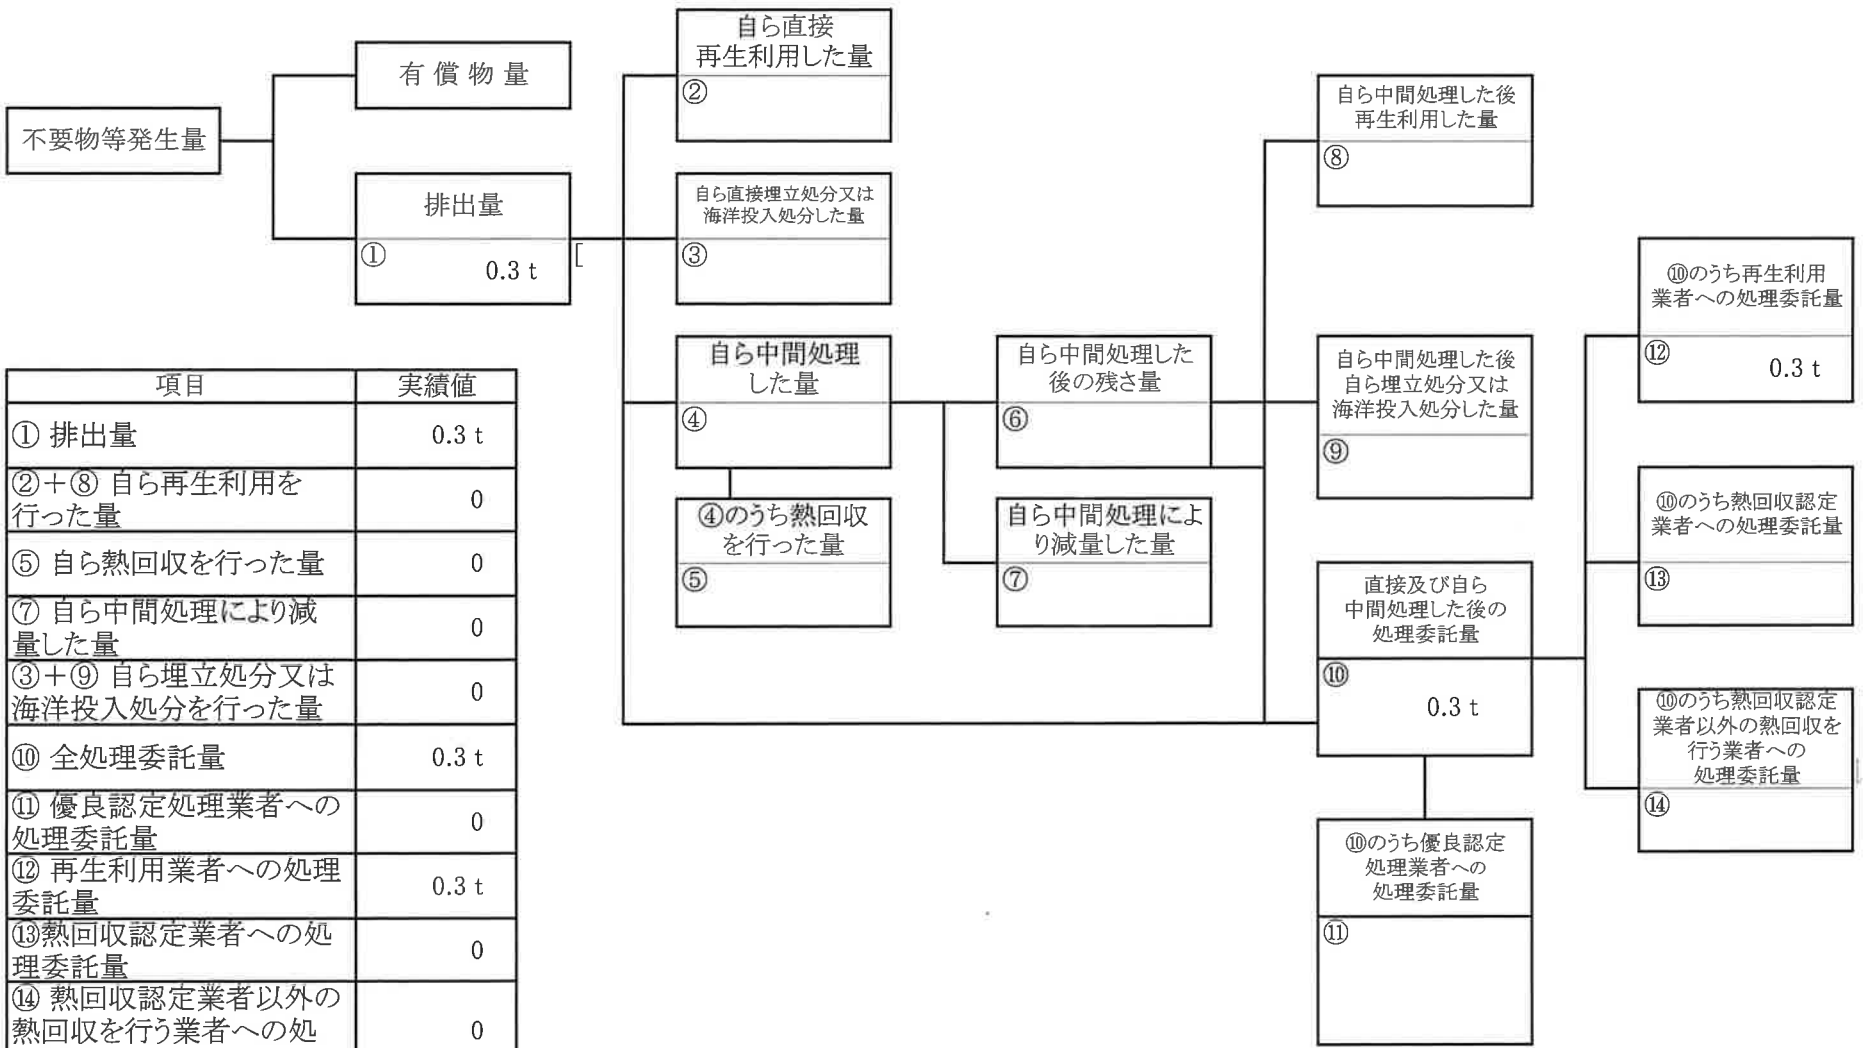 不要物等発生量
有償物量
排出量
①
0.3 t
[
自ら直接
再生利用した量
②
自ら直接埋立処分又は
海洋投入処分した量
③
自ら中間処理
した量
④
④のうち熱回収
を行った量
⑤
自ら中間処理した
後の残さ量
⑥
自ら中間処理によ
り減量した量
⑦
自ら中間処理した後
再生利用した量
⑧
自ら中間処理した後
自ら埋立処分又は
海洋投入処分した量
⑨
直接及び自ら
中間処理した後の
処理委託量
⑩
0.3 t
⑩のうち優良認定
処理業者への
処理委託量
⑪
⑩のうち再生利用
業者への処理委託量
⑫
0.3 t
⑩のうち熱回収認定
業者への処理委託量
⑬
⑩のうち熱回収認定
業者以外の熱回収を
行う業者への
処理委託量
⑭
項目 実績値
① 排出量 0.3 t
②＋⑧ 自ら再生利用を
行った量 0
⑤ 自ら熱回収を行った量 0
⑦ 自ら中間処理により減
量した量 0
③＋⑨ 自ら埋立処分又は
海洋投入処分を行った量 0
⑩ 全処理委託量 0.3 t
⑪ 優良認定処理業者への
処理委託量 0
⑫ 再生利用業者への処理
委託量 0.3 t
⑬熱回収認定業者への処
理委託量 0
⑭ 熱回収認定業者以外の
熱回収を行う業者への処 0